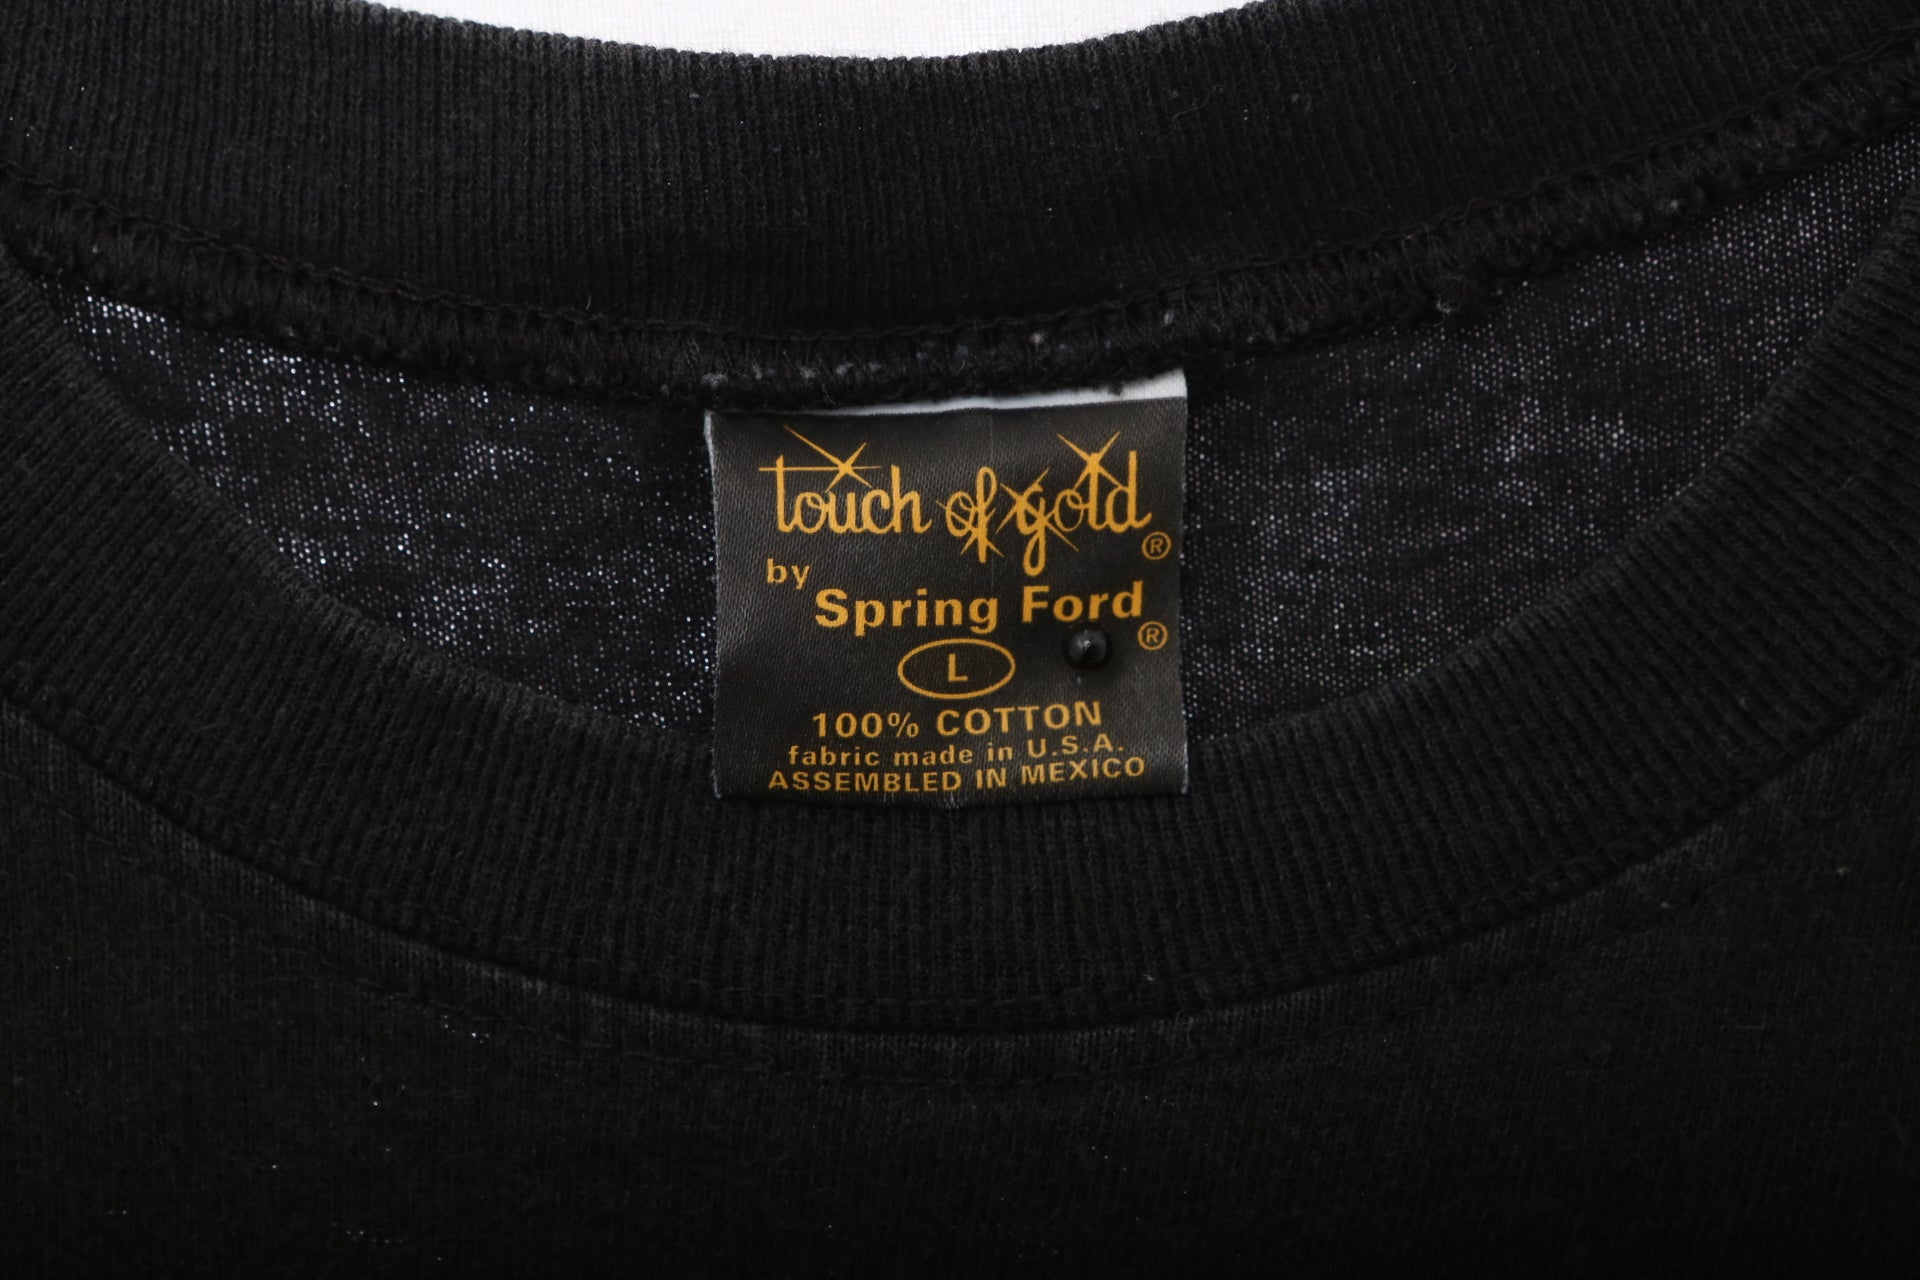 touch of gold®
by
Spring Ford®
L
100% COTTON
fabric made in U.S.A.
ASSEMBLED IN MEXICO